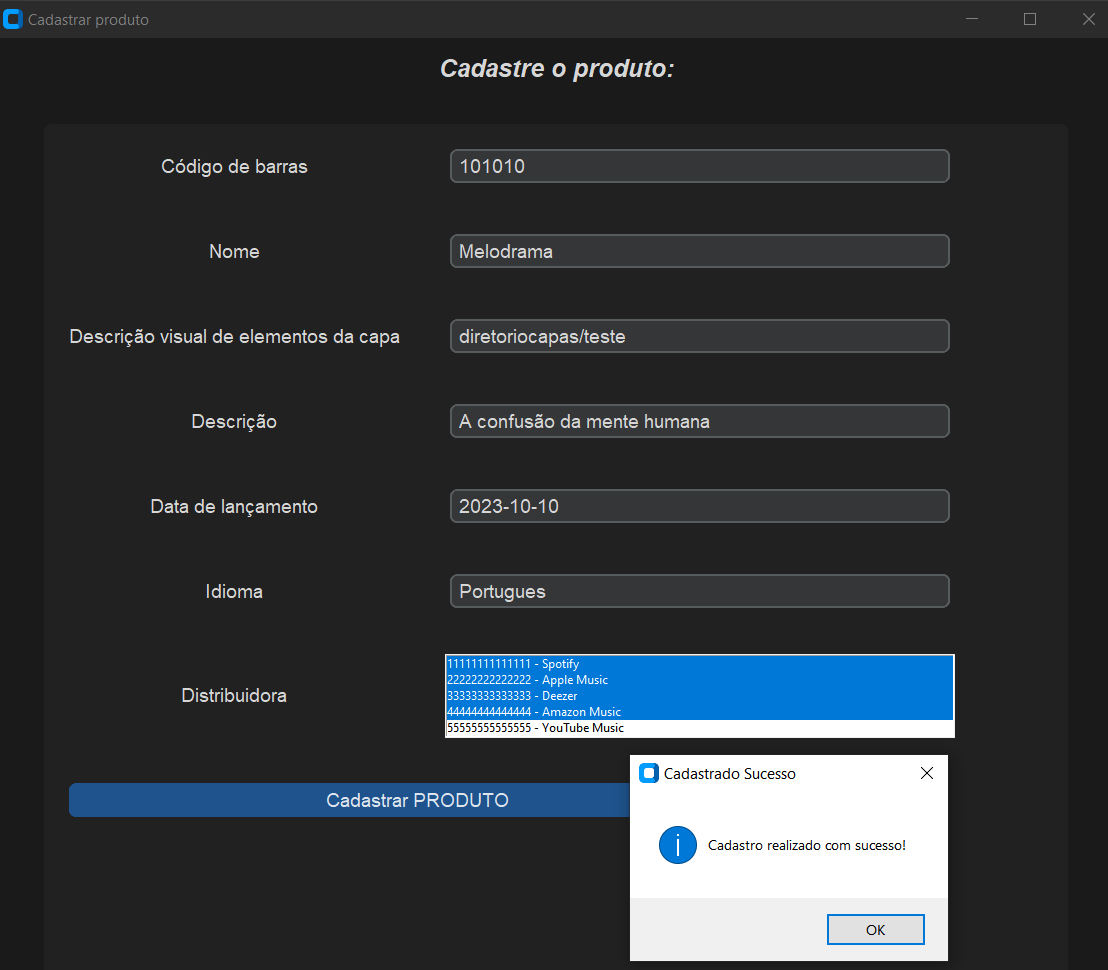 Cadastrar produto
Cadastre o produto:
Código de barras 101010
Nome Melodrama
Descrição visual de elementos da capa diretoriocapas/teste
Descrição A confusão da mente humana
Data de lançamento 2023-10-10
Idioma Portugues
Distribuidora
11111111111111 - Spotify
22222222222222 - Apple Music
33333333333333 - Deezer
44444444444444 - Amazon Music
55555555555555 - YouTube Music
Cadastrar PRODUTO
Cadastrado Sucesso
Cadastro realizado com sucesso!
OK